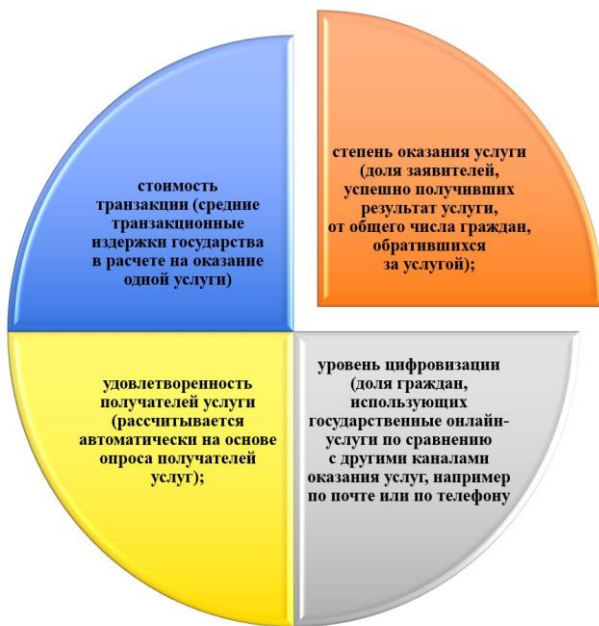 стоимость
транзакции (средние
транзакционные
издержки государства
в расчете на оказание
одной услуги)
степень оказания услуги
(доля заявителей,
успешно получивших
результат услуги,
от общего числа граждан,
обратившихся
за услугой);
удовлетворенность
получателей услуги
(рассчитывается
автоматически на основе
опроса получателей
услуг);
уровень цифровизации
(доля граждан,
использующих
государственные онлайн-
услуги по сравнению
с другими каналами
оказания услуг, например
по почте или по телефону